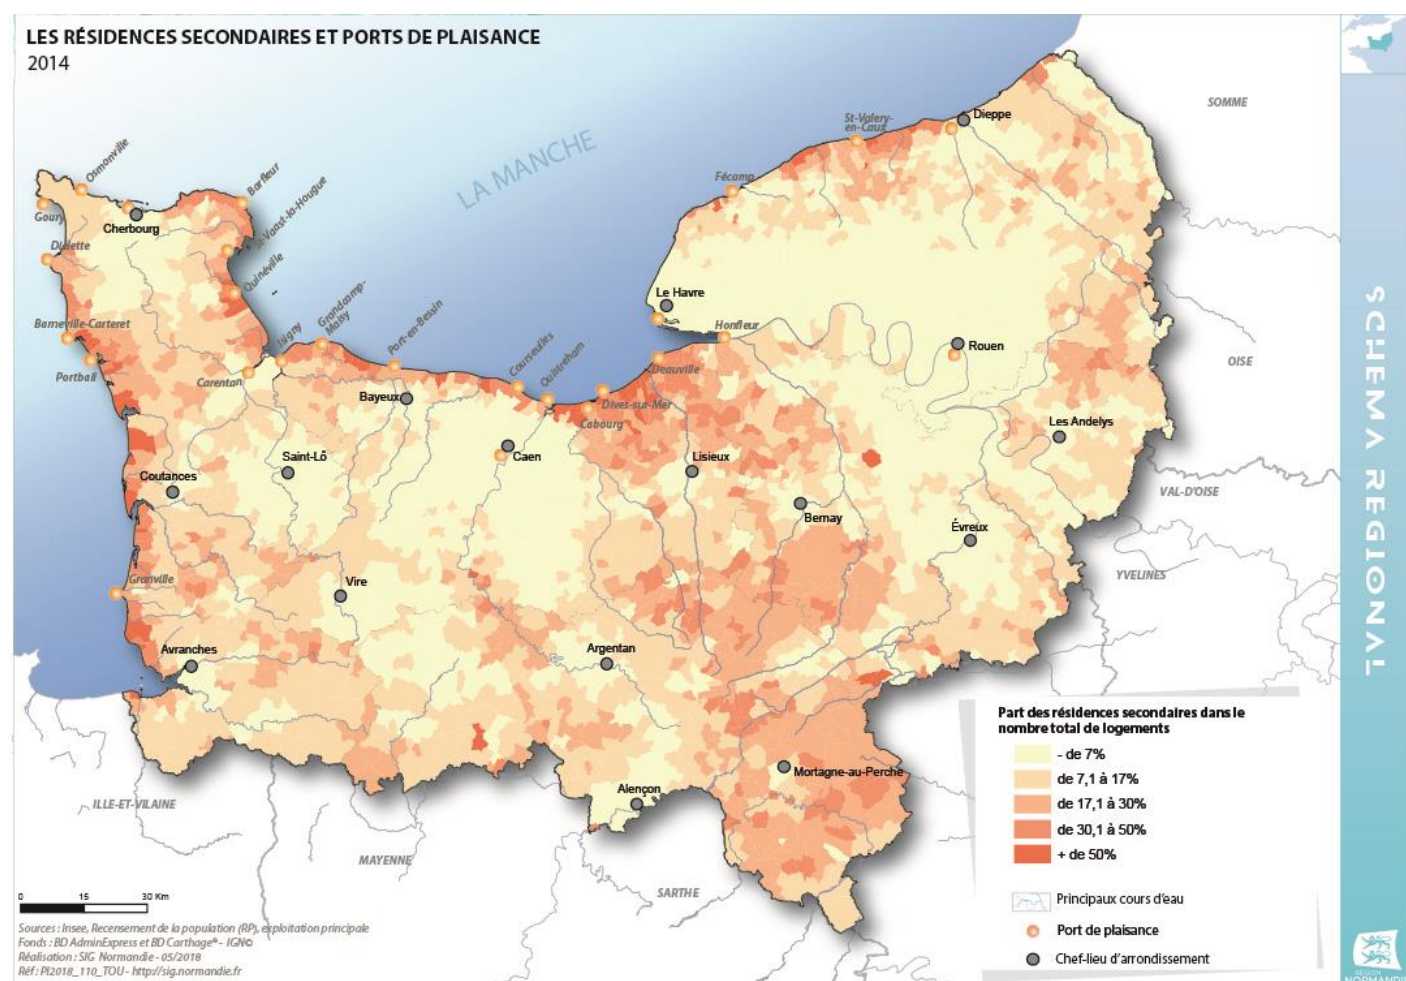 LES RÉSIDENCES SECONDAIRES ET PORTS DE PLAISANCE
2014
LA MANCHE
SOMME
OISE
VAL-D'OISE
YVELINES
ILLE-ET-VILAINE
MAYENNE
SARTHE
Osmonville
Barfleur
Goury
Cherbourg
St-Vaast-la-Hougue
Dielette
Quinéville
Barneville-Carteret
Portbail
Carentan
Isigny
Grandcamp-
Maisy
Port-en-Bessin
Courseulles
Ouistreham
Cabourg
Dives-sur-Mer
Deauville
Honfleur
Le Havre
Fécamp
St-Valery-
en-Caux
Dieppe
Rouen
Les Andelys
Évreux
Bernay
Lisieux
Caen
Bayeux
Saint-Lô
Coutances
Granville
Vire
Avranches
Argentan
Alençon
Mortagne-au-Perche
Part des résidences secondaires dans le
nombre total de logements
- de 7%
de 7,1 à 17%
de 17,1 à 30%
de 30,1 à 50%
+ de 50%
Principaux cours d'eau
Port de plaisance
Chef-lieu d'arrondissement
0 15 30 Km
Sources : Insee, Recensement de la population (RP), exploitation principale
Fonds : BD AdminExpress et BD Carthage® - IGN©
Réalisation : SIG Normandie - 05/2018
Réf : PI2018_110_TOU - http://sig.normandie.fr
SCHEMA REGIONAL
RÉGION
NORMANDIE